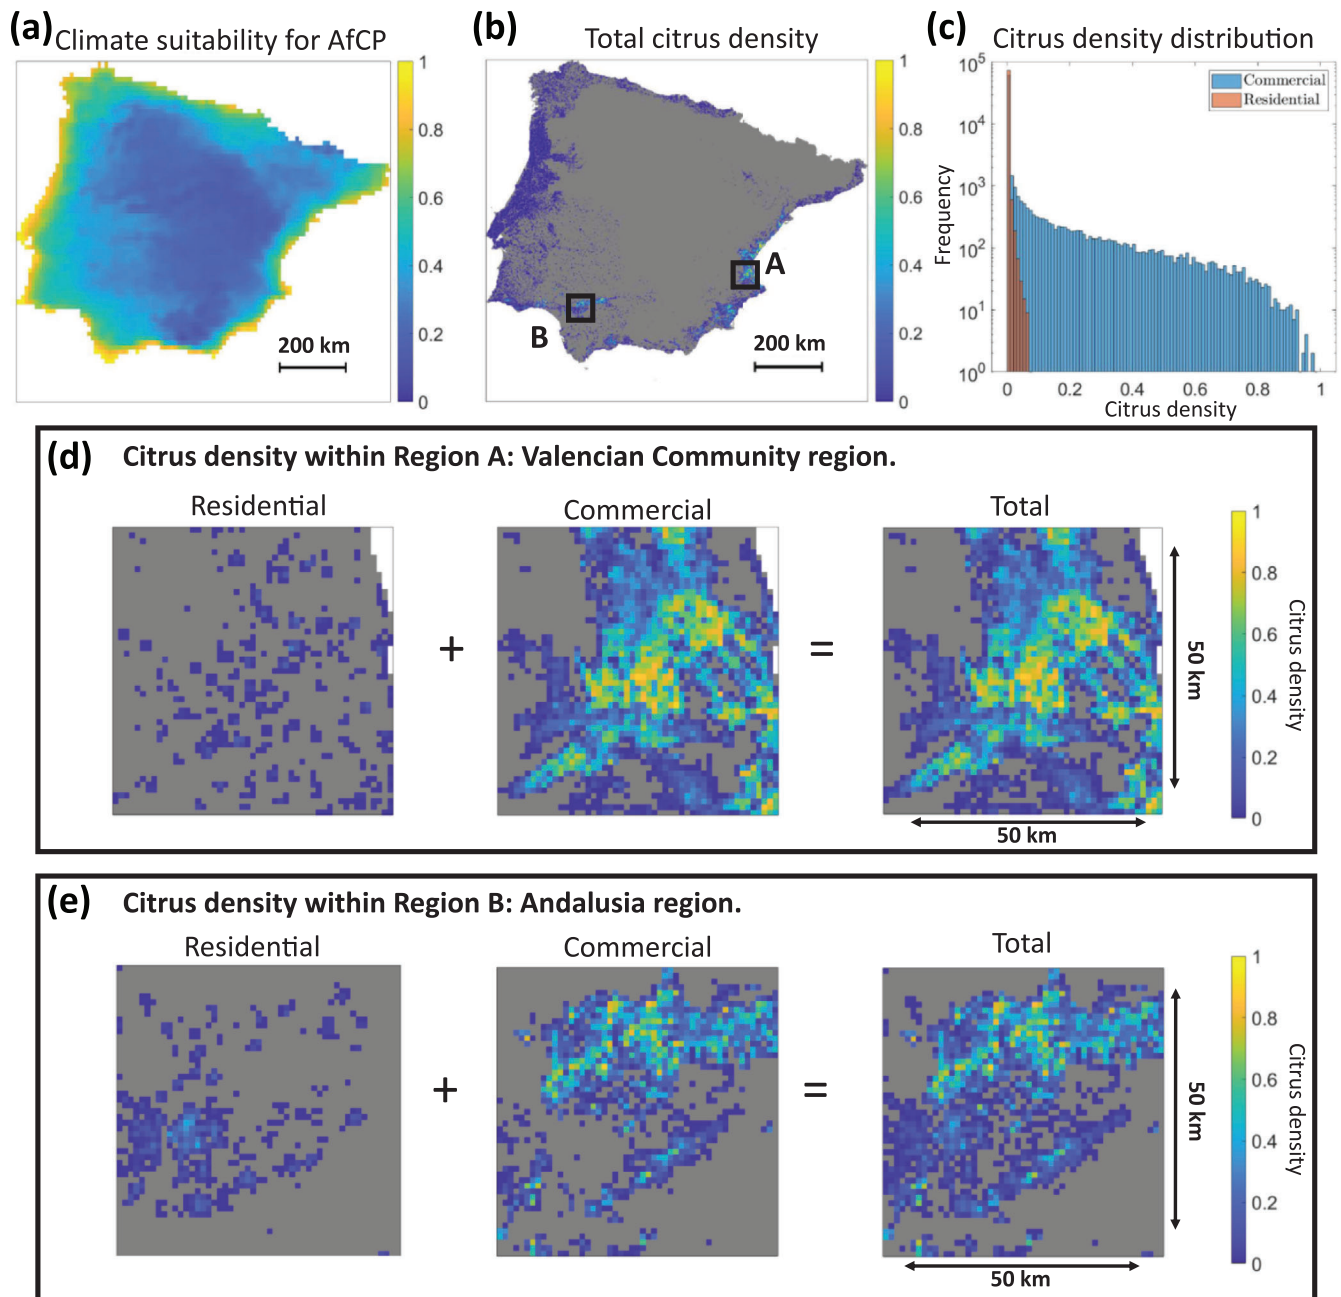 (a) Climate suitability for AfCP
1
0.8
0.6
0.4
0.2
0
200 km
(b) Total citrus density
1
0.8
0.6
0.4
0.2
0
A
B
200 km
(c) Citrus density distribution
Commercial
Residential
Frequency
10^5
10^4
10^3
10^2
10^1
10^0
0 0.2 0.4 0.6 0.8 1
Citrus density
(d) Citrus density within Region A: Valencian Community region.
Residential
+
Commercial
=
Total
50 km
50 km
1
0.8
0.6
0.4
0.2
0
Citrus density
(e) Citrus density within Region B: Andalusia region.
Residential
+
Commercial
=
Total
50 km
50 km
1
0.8
0.6
0.4
0.2
0
Citrus density